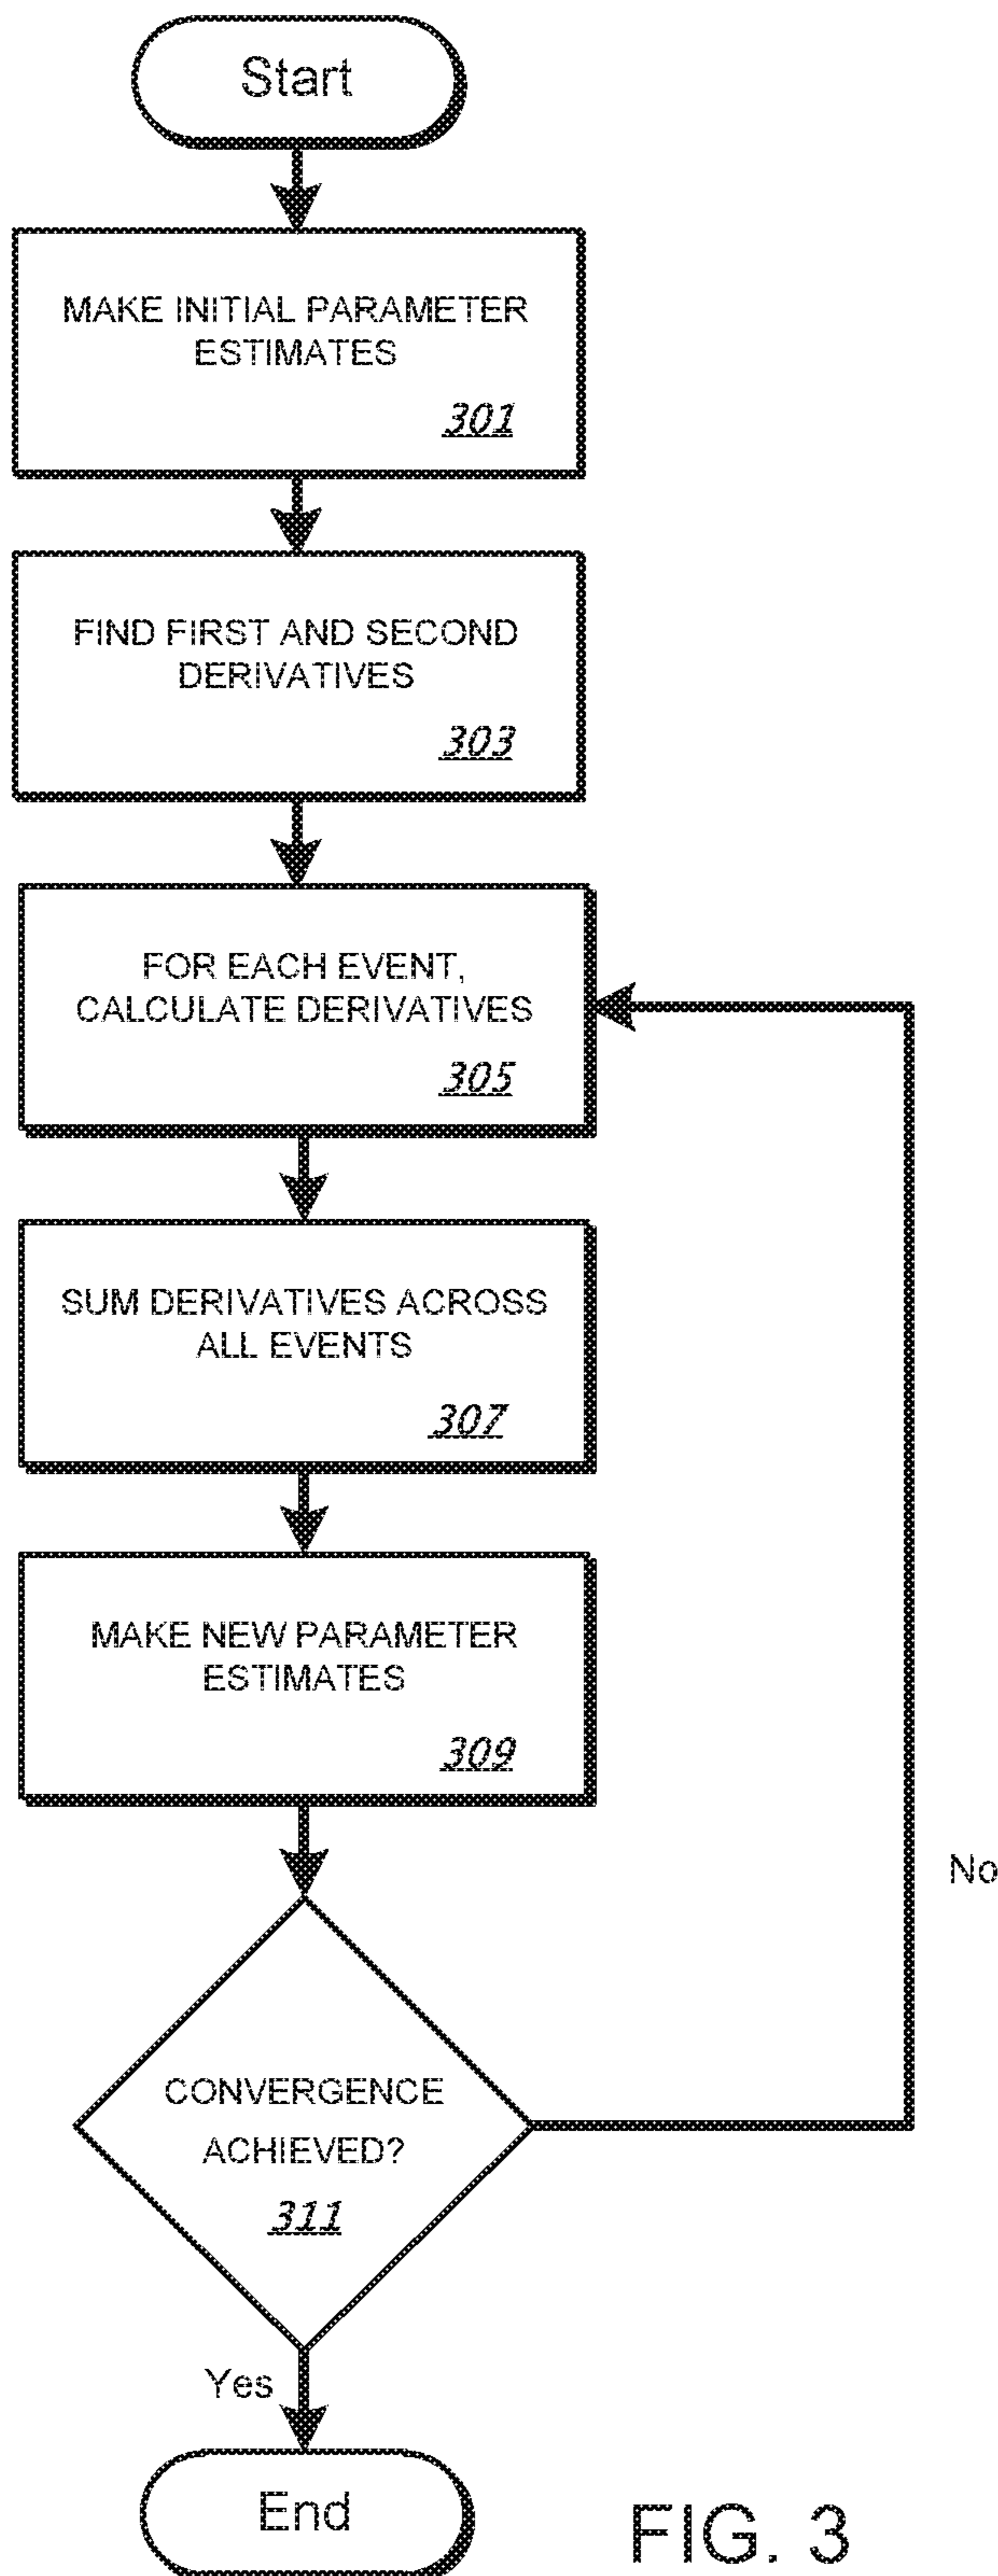 Start
MAKE INITIAL PARAMETER
ESTIMATES
301
FIND FIRST AND SECOND
DERIVATIVES
303
FOR EACH EVENT,
CALCULATE DERIVATIVES
305
SUM DERIVATIVES ACROSS
ALL EVENTS
307
MAKE NEW PARAMETER
ESTIMATES
309
No
CONVERGENCE
ACHIEVED?
311
Yes
End
FIG. 3